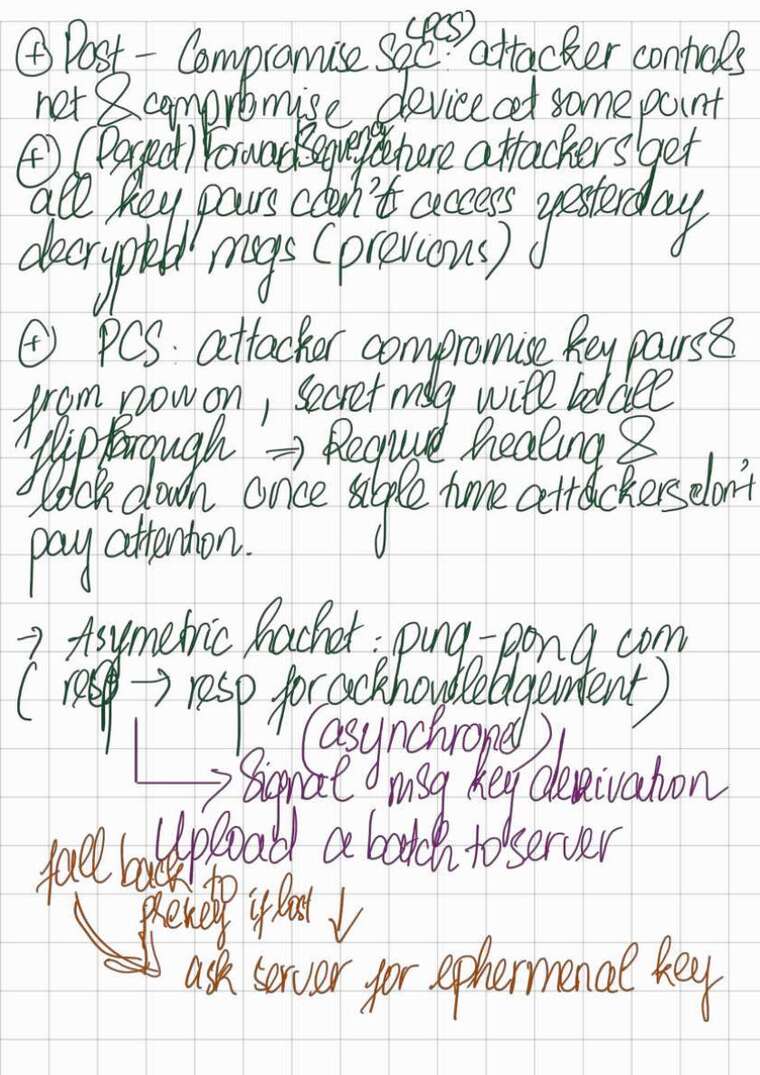 (+) Post - Compromise Sec: (PCS) attacker controls
net & compromise device at some point
(+) (Perfect) Forward where attackers get
all key pairs can't access yesterday
decrypted msgs (previous)
(+) PCS: attacker compromise key pairs &
from now on, secret msg will be all
flip through => Require healing &
lock down once sigle time attackers don't
pay attention.
→ Asymetric hachet: ping-pong com
(resp → resp for acknowledgement)
(asynchrone)
Signal msg key derivation
Upload a batch to server
fall back to
prekey if lost
ask server for ephermenal key